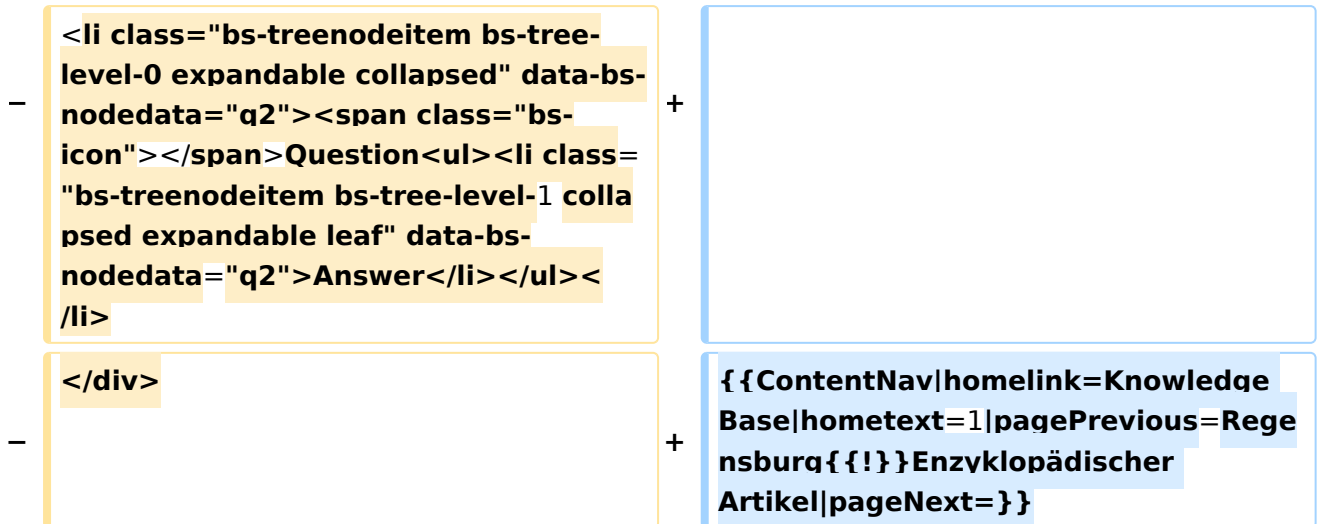 − <li class="bs-treenodeitem bs-tree- +
level-0 expandable collapsed" data-bs-
nodedata="q2"><span class="bs-
icon"></span>Question<ul><li class=
"bs-treenodeitem bs-tree-level-1 colla
psed expandable leaf" data-bs-
nodedata="q2">Answer</li></ul><
/li>
− </div>
+ {{ContentNav|homelink=Knowledge
Base|hometext=1|pagePrevious=Rege
nsburg{{!}}Enzyklopädischer
Artikel|pageNext=}}